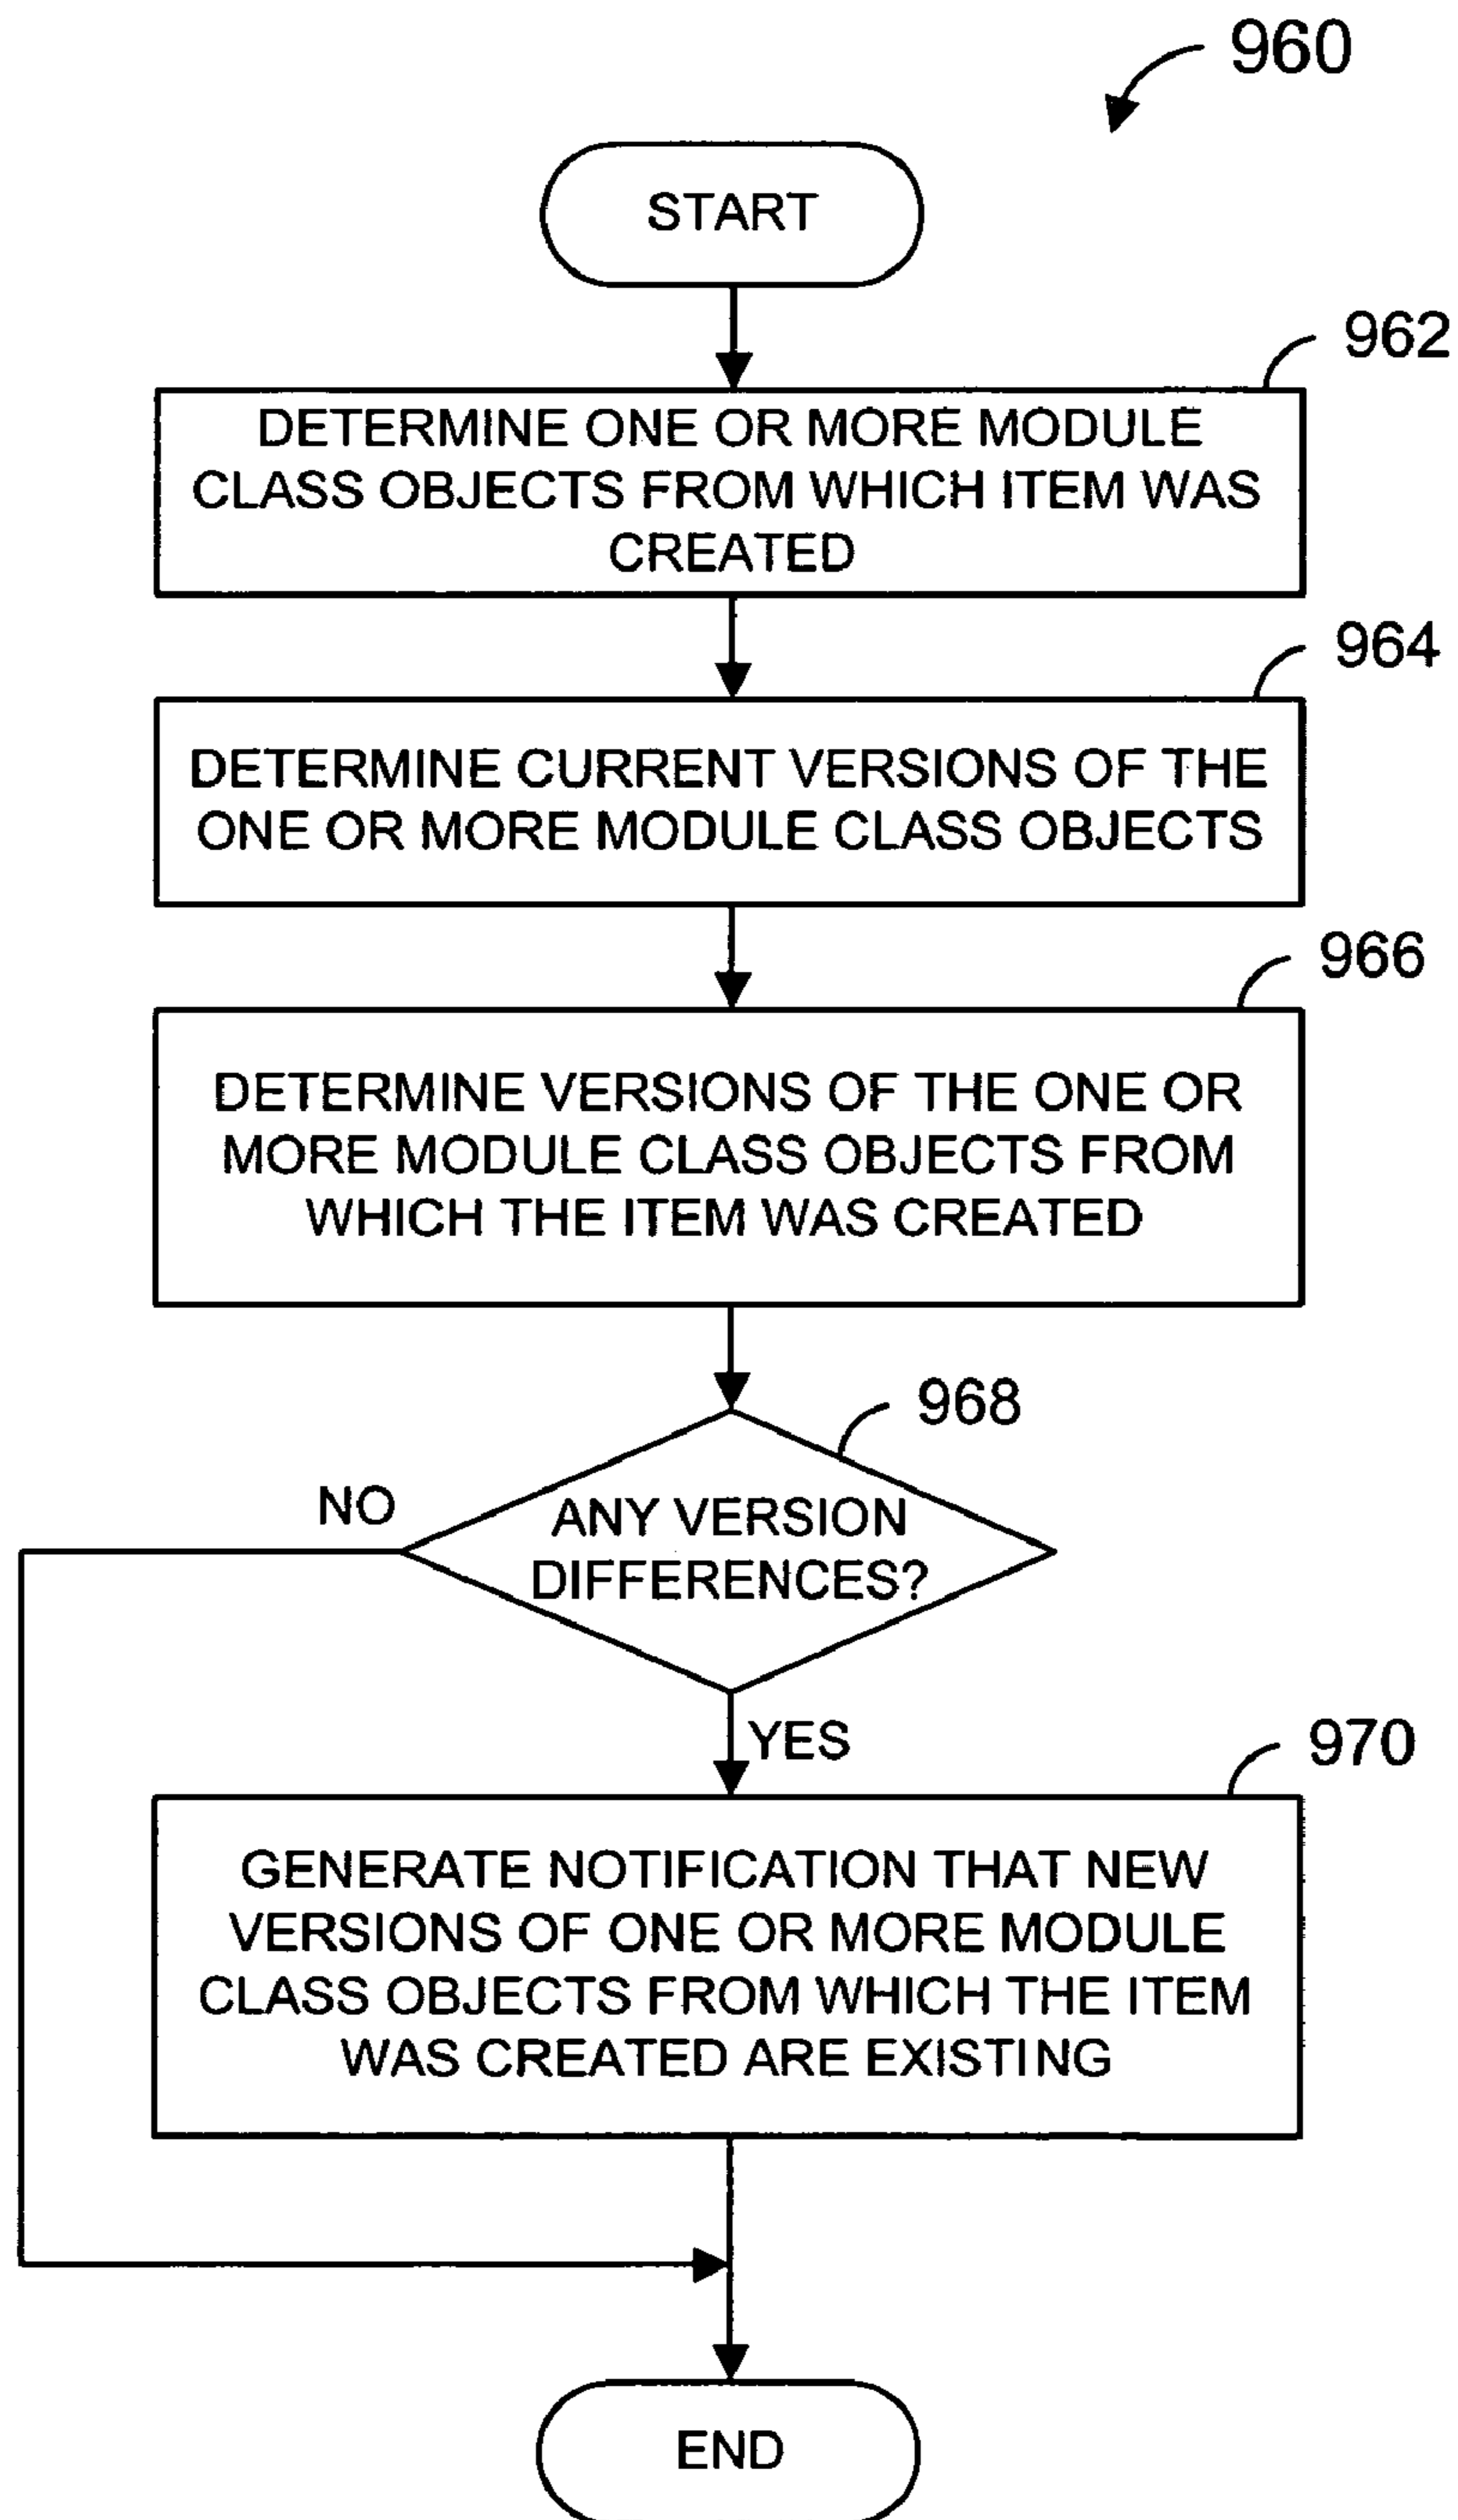 960
START
962
DETERMINE ONE OR MORE MODULE
CLASS OBJECTS FROM WHICH ITEM WAS
CREATED
964
DETERMINE CURRENT VERSIONS OF THE
ONE OR MORE MODULE CLASS OBJECTS
966
DETERMINE VERSIONS OF THE ONE OR
MORE MODULE CLASS OBJECTS FROM
WHICH THE ITEM WAS CREATED
968
NO
ANY VERSION
DIFFERENCES?
YES
970
GENERATE NOTIFICATION THAT NEW
VERSIONS OF ONE OR MORE MODULE
CLASS OBJECTS FROM WHICH THE ITEM
WAS CREATED ARE EXISTING
END